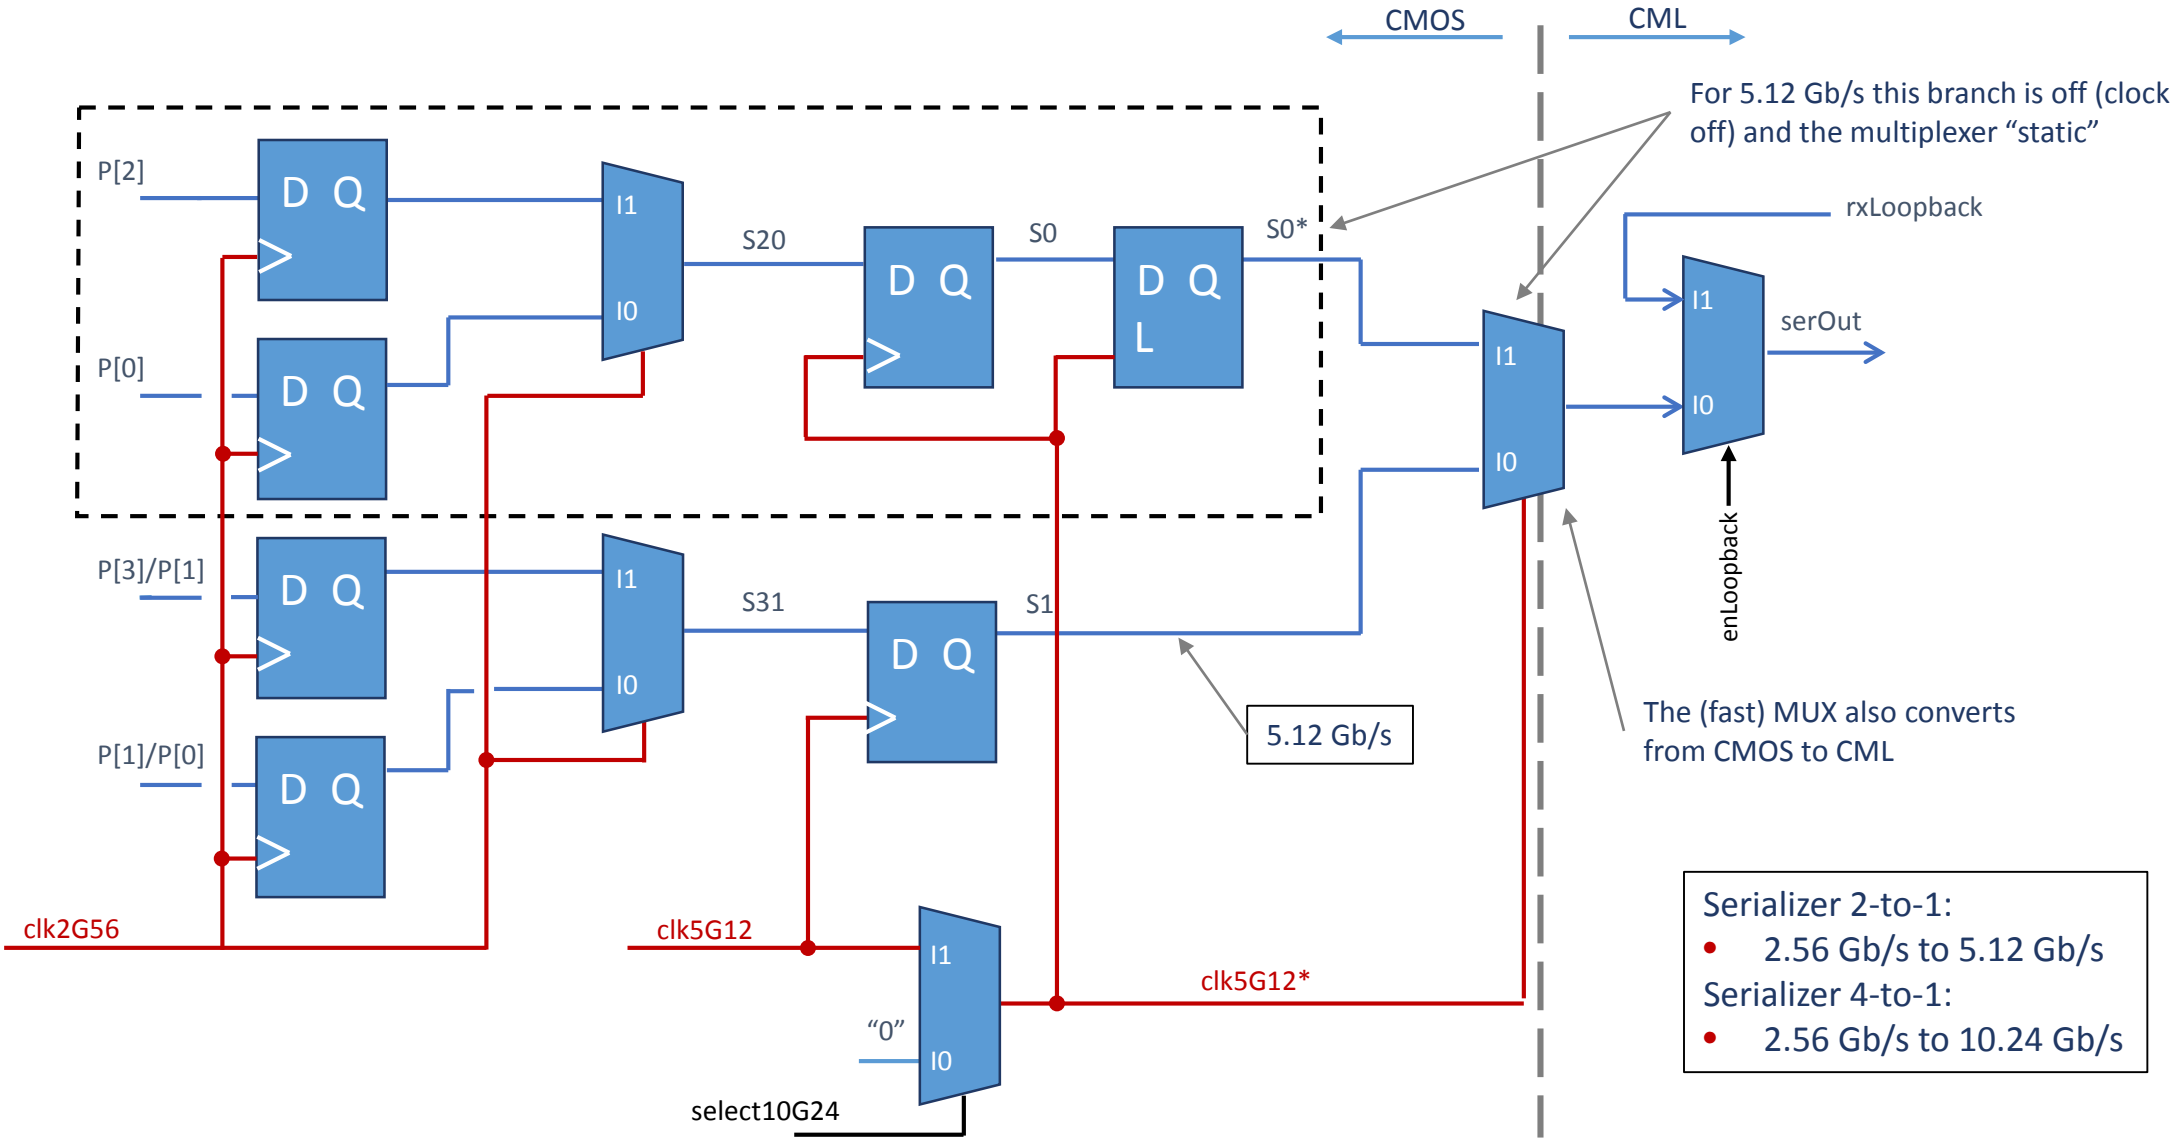 CMOS
CML
For 5.12 Gb/s this branch is off (clock
off) and the multiplexer “static”
P[2]
D Q
I1
I0
S20
D Q
S0
D Q
L
S0*
rxLoopback
I1
I0
serOut
P[0]
D Q
I1
I0
enLoopback
P[3]/P[1]
D Q
I1
I0
S31
D Q
S1
5.12 Gb/s
The (fast) MUX also converts
from CMOS to CML
P[1]/P[0]
D Q
clk2G56
clk5G12
I1
I0
“0”
clk5G12*
select10G24
Serializer 2-to-1:
• 2.56 Gb/s to 5.12 Gb/s
Serializer 4-to-1:
• 2.56 Gb/s to 10.24 Gb/s